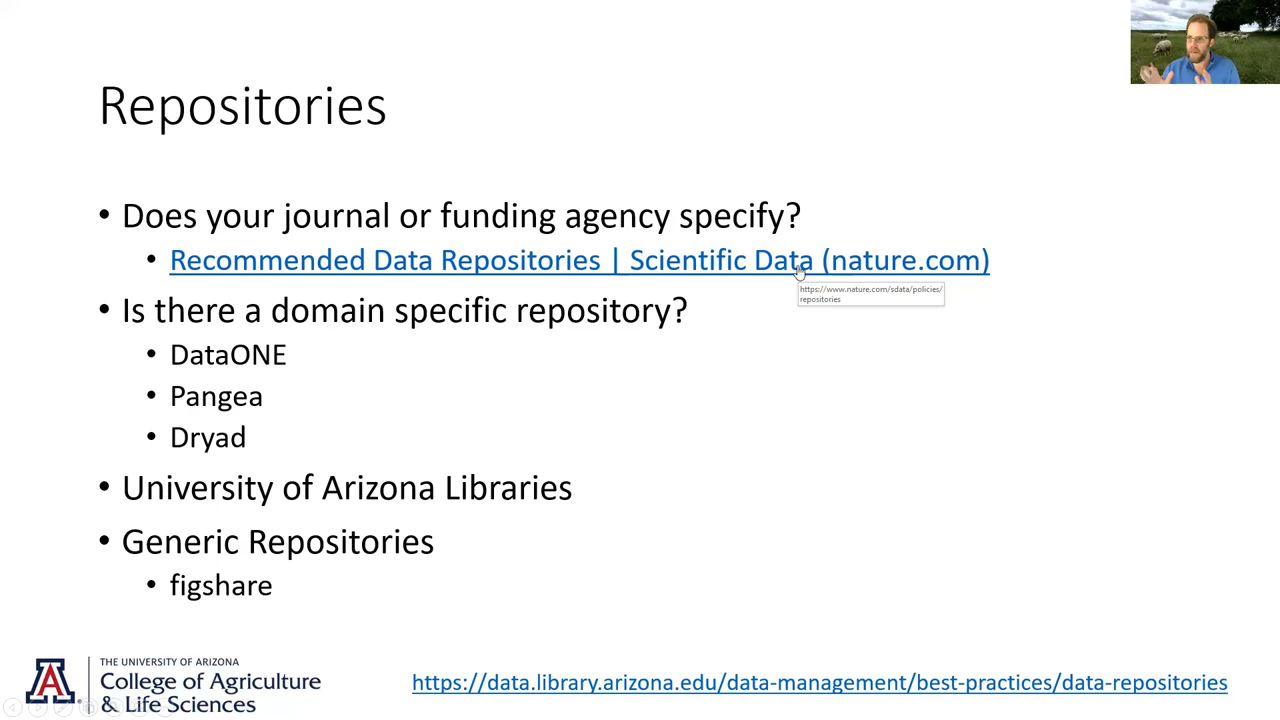 Repositories
• Does your journal or funding agency specify?
• Recommended Data Repositories | Scientific Data (nature.com)
https://www.nature.com/sdata/policies/
repositories
• Is there a domain specific repository?
• DataONE
• Pangea
• Dryad
• University of Arizona Libraries
• Generic Repositories
• figshare
A
THE UNIVERSITY OF ARIZONA
College of Agriculture
& Life Sciences
https://data.library.arizona.edu/data-management/best-practices/data-repositories